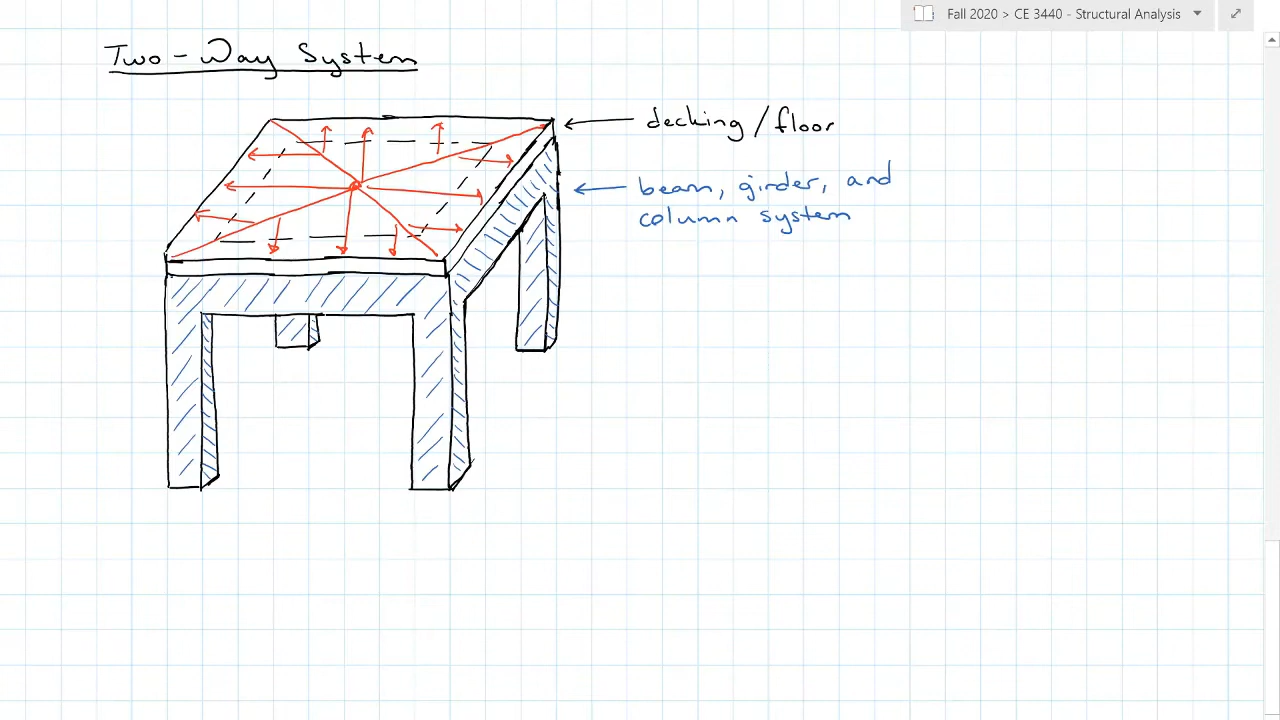 Fall 2020 > CE 3440 - Structural Analysis
Two-Way System
decking/floor
beam, girder, and
column system